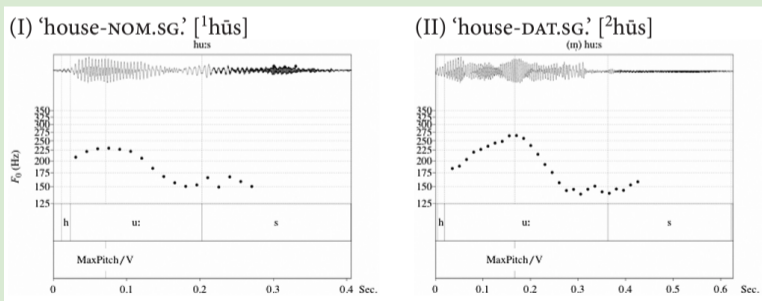 (I) ‘house-NOM.SG.’ [¹hūs]
hu:s
350
325
300
275
250
225
200
175
150
125
F₀ (Hz)
h
u:
s
MaxPitch/V
0
0.1
0.2
0.3
0.4
Sec.
(II) ‘house-DAT.SG.’ [²hūs]
(m̩) hu:s
350
325
300
275
250
225
200
175
150
125
h
u:
s
MaxPitch/V
0
0.1
0.2
0.3
0.4
0.5
0.6
Sec.